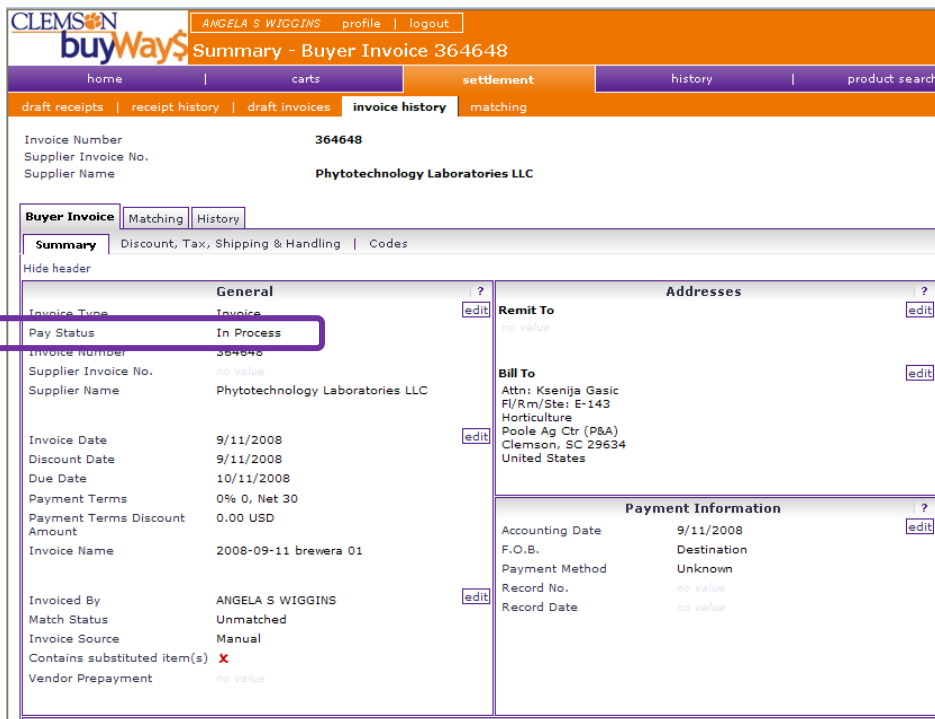 CLEMSON
buyWay$
ANGELA S WIGGINS profile | logout
Summary - Buyer Invoice 364648
home | carts settlement history | product search
draft receipts | receipt history | draft invoices invoice history matching
Invoice Number 364648
Supplier Invoice No.
Supplier Name Phytotechnology Laboratories LLC
Buyer Invoice Matching History
Summary Discount, Tax, Shipping & Handling | Codes
Hide header
General ?
Invoice Type Invoice edit
Pay Status In Process
Invoice Number 364648
Supplier Invoice No. no value
Supplier Name Phytotechnology Laboratories LLC
Invoice Date 9/11/2008 edit
Discount Date 9/11/2008
Due Date 10/11/2008
Payment Terms 0% 0, Net 30
Payment Terms Discount 0.00 USD
Amount
Invoice Name 2008-09-11 brewera 01
Invoiced By ANGELA S WIGGINS edit
Match Status Unmatched
Invoice Source Manual
Contains substituted item(s) X
Vendor Prepayment no value
Addresses ?
Remit To edit
no value
Bill To edit
Attn: Ksenija Gasic
Fl/Rm/Ste: E-143
Horticulture
Poole Ag Ctr (P&A)
Clemson, SC 29634
United States
Payment Information ?
Accounting Date 9/11/2008 edit
F.O.B. Destination
Payment Method Unknown
Record No. no value
Record Date no value